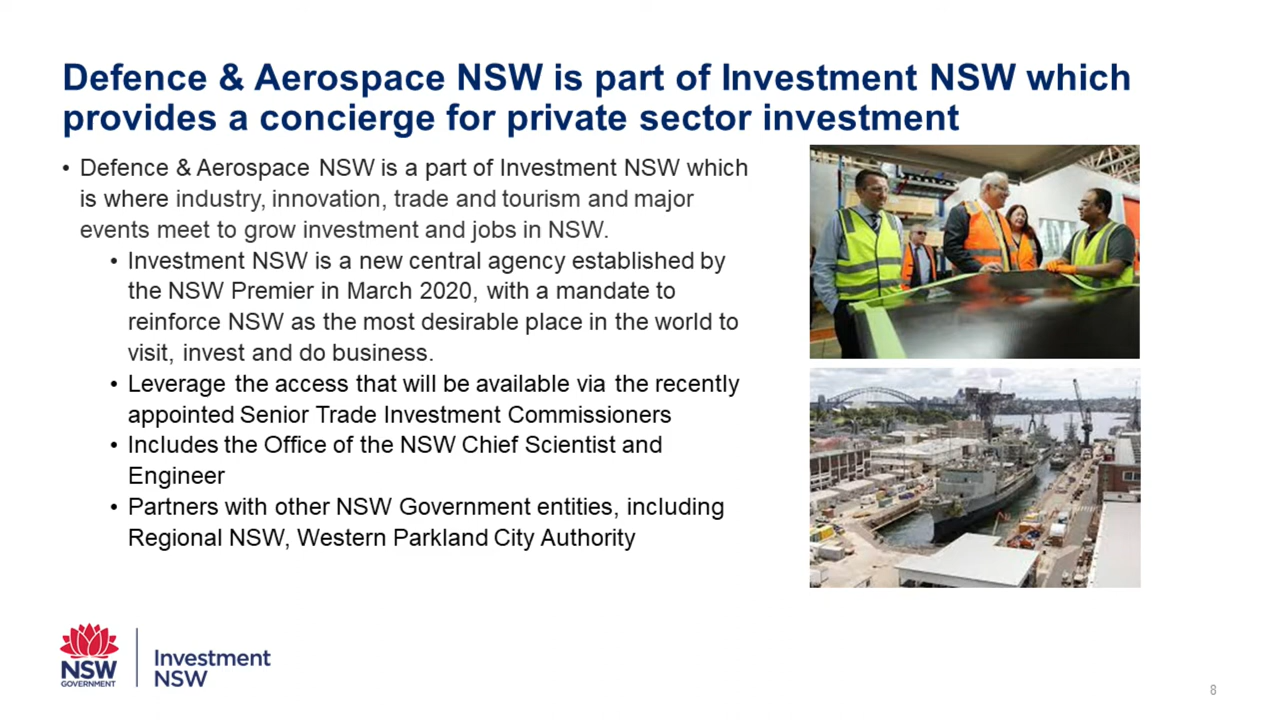 Defence & Aerospace NSW is part of Investment NSW which
provides a concierge for private sector investment
• Defence & Aerospace NSW is a part of Investment NSW which
is where industry, innovation, trade and tourism and major
events meet to grow investment and jobs in NSW.
• Investment NSW is a new central agency established by
the NSW Premier in March 2020, with a mandate to
reinforce NSW as the most desirable place in the world to
visit, invest and do business.
• Leverage the access that will be available via the recently
appointed Senior Trade Investment Commissioners
• Includes the Office of the NSW Chief Scientist and
Engineer
• Partners with other NSW Government entities, including
Regional NSW, Western Parkland City Authority
NSW
GOVERNMENT
Investment
NSW
8